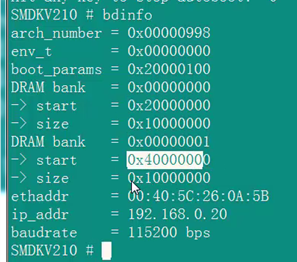 SMDKV210 # bdinfo
arch_number = 0x00000998
env_t = 0x00000000
boot_params = 0x20000100
DRAM bank = 0x00000000
-> start = 0x20000000
-> size = 0x10000000
DRAM bank = 0x00000001
-> start = 0x40000000
-> size = 0x10000000
ethaddr = 00:40:5C:26:0A:5B
ip_addr = 192.168.0.20
baudrate = 115200 bps
SMDKV210 #